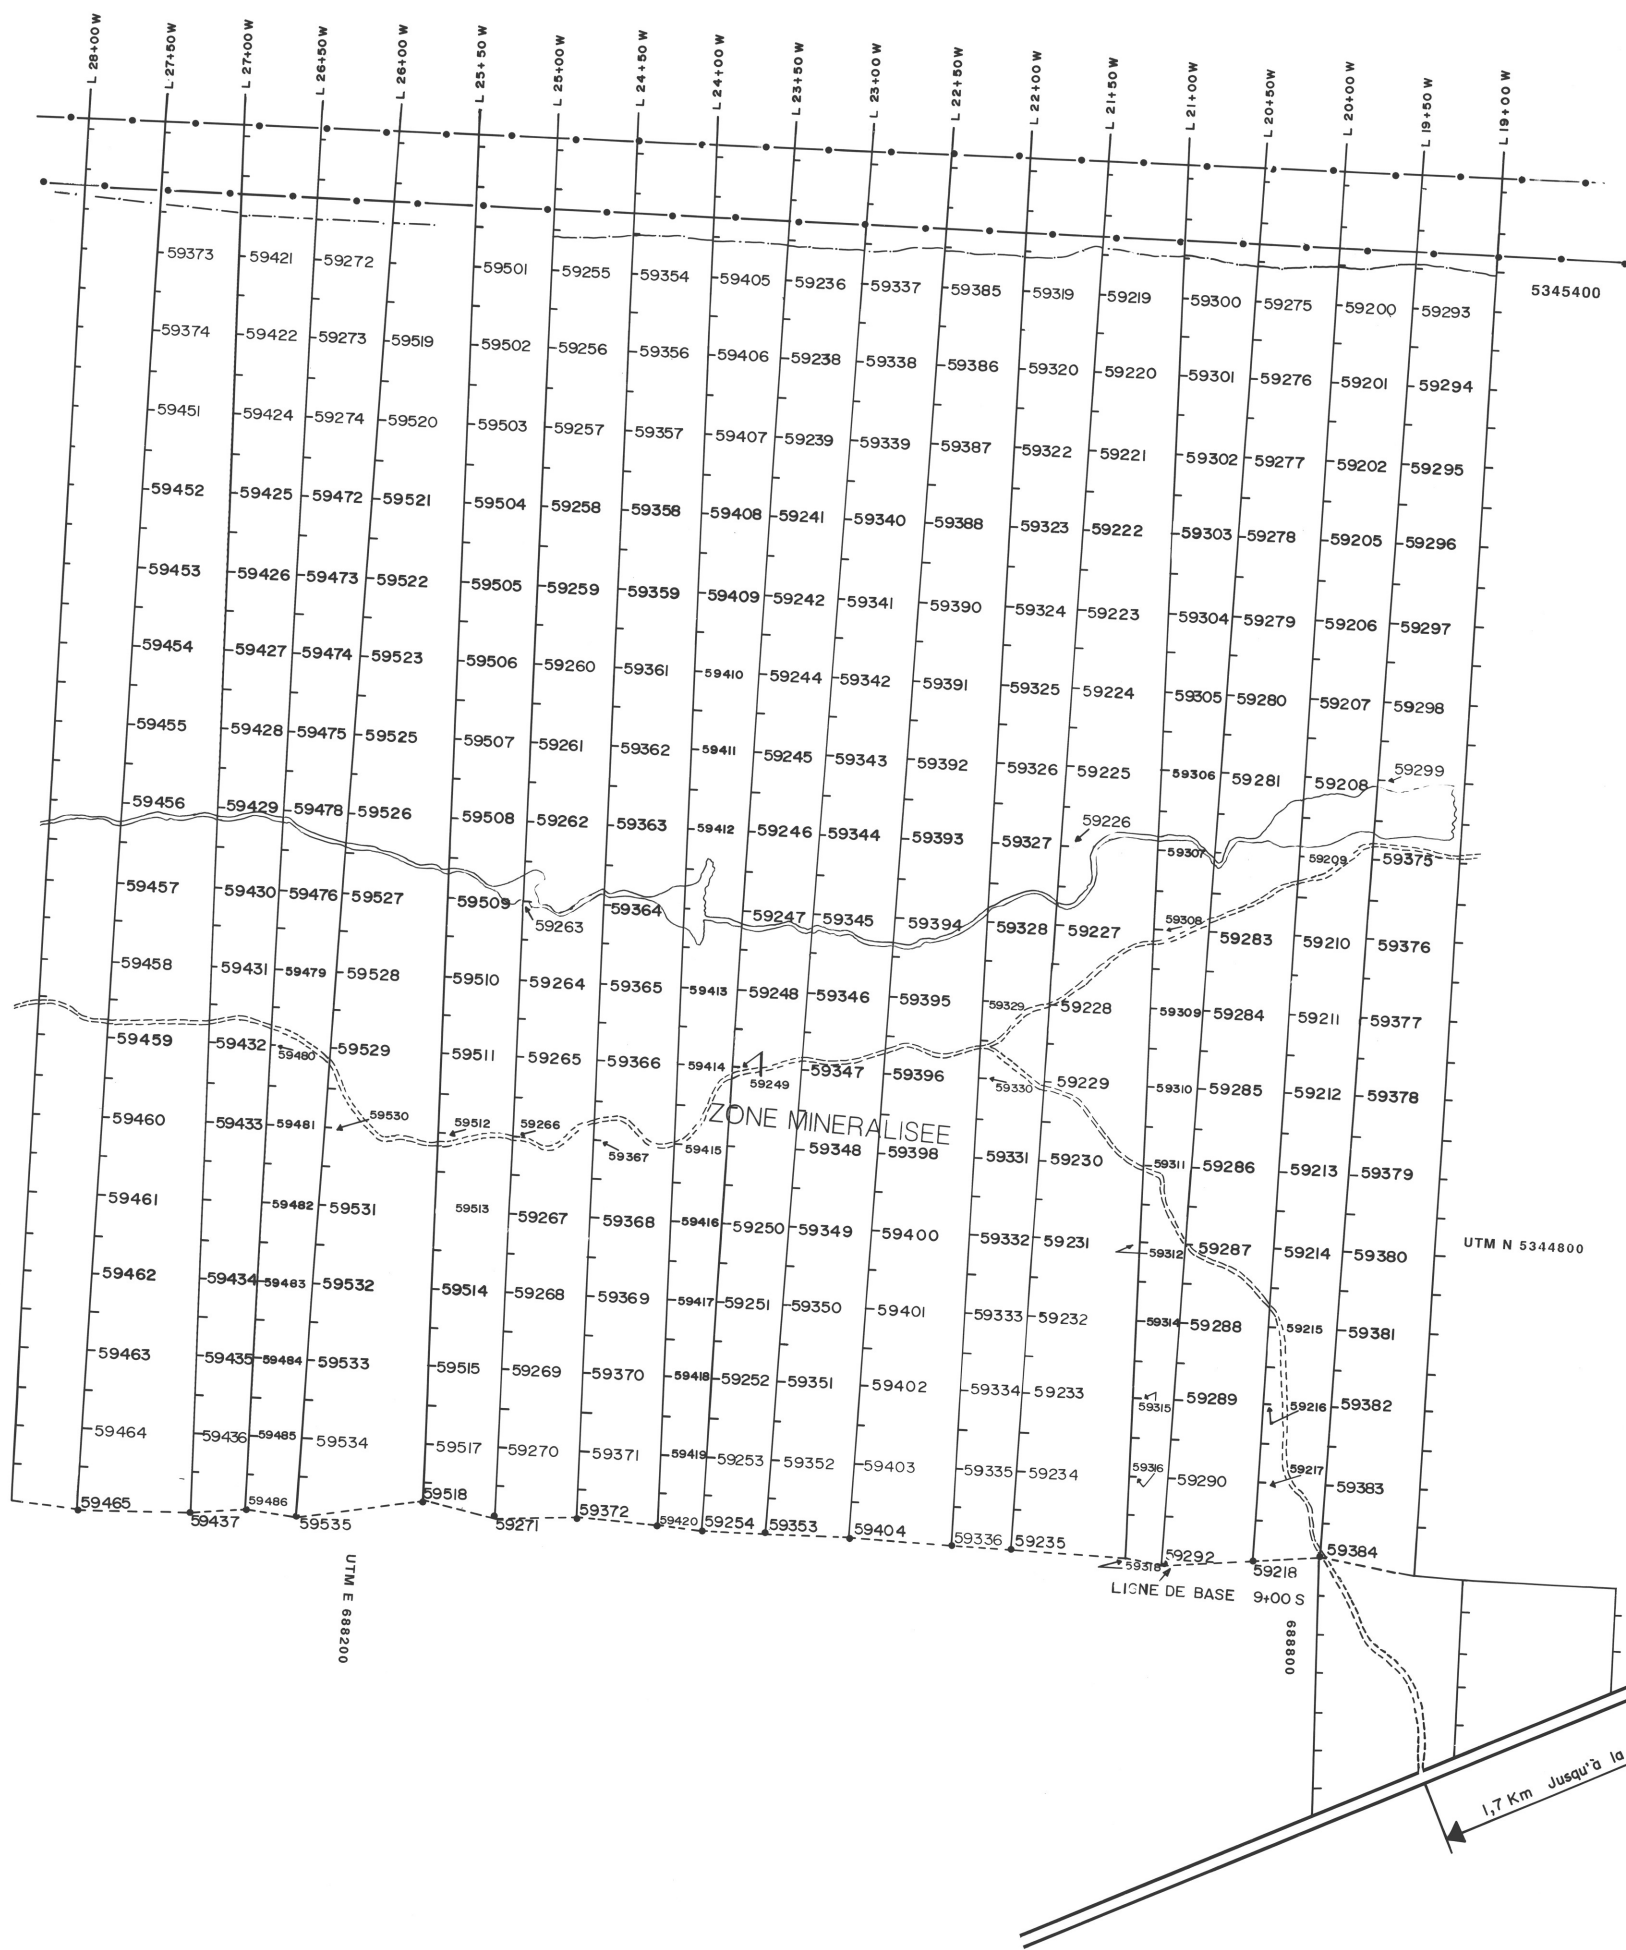 L 28+00 W L 27+50 W L 27+00 W L 26+50 W L 26+00 W L 25+50 W L 25+00 W L 24+50 W L 24+00 W L 23+50 W L 23+00 W L 22+50 W L 22+00 W L 21+50 W L 21+00 W L 20+50 W L 20+00 W L 19+50 W L 19+00 W
59373 59421 59272 59501 59255 59354 59405 59236 59337 59385 59319 59219 59300 59275 59200 59293 5345400
59374 59422 59273 59519 59502 59256 59356 59406 59238 59338 59386 59320 59220 59301 59276 59201 59294
59451 59424 59274 59520 59503 59257 59357 59407 59239 59339 59387 59322 59221 59302 59277 59202 59295
59452 59425 59472 59521 59504 59258 59358 59408 59241 59340 59388 59323 59222 59303 59278 59205 59296
59453 59426 59473 59522 59505 59259 59359 59409 59242 59341 59390 59324 59223 59304 59279 59206 59297
59454 59427 59474 59523 59506 59260 59361 59410 59244 59342 59391 59325 59224 59305 59280 59207 59298
59455 59428 59475 59525 59507 59261 59362 59411 59245 59343 59392 59326 59225 59306 59281 59208 59299
59456 59429 59478 59526 59508 59262 59363 59412 59246 59344 59393 59327 59226 59307 59209 59375
59457 59430 59476 59527 59509 59263 59364 59247 59345 59394 59328 59227 59308 59283 59210 59376
59458 59431 59479 59528 59510 59264 59365 59413 59248 59346 59395 59329 59228 59309 59284 59211 59377
59459 59432 59480 59529 59511 59265 59366 59414 59249 59347 59396 59330 59229 59310 59285 59212 59378
ZONE MINERALISEE
59460 59433 59481 59530 59512 59266 59367 59415 59348 59398 59331 59230 59311 59286 59213 59379
59461 59482 59531 59513 59267 59368 59416 59250 59349 59400 59332 59231 59312 59287 59214 59380 UTM N 5344800
59462 59434 59483 59532 59514 59268 59369 59417 59251 59350 59401 59333 59232 59314 59288 59215 59381
59463 59435 59484 59533 59515 59269 59370 59418 59252 59351 59402 59334 59233 59315 59289 59216 59382
59464 59436 59485 59534 59517 59270 59371 59419 59253 59352 59403 59335 59234 59316 59290 59217 59383
59465 59437 59486 59535 59518 59271 59372 59420 59254 59353 59404 59336 59235 59318 59292 59218 59384
LIGNE DE BASE 9+00 S
UTM E 688200
688800
1,7 Km Jusqu'à la